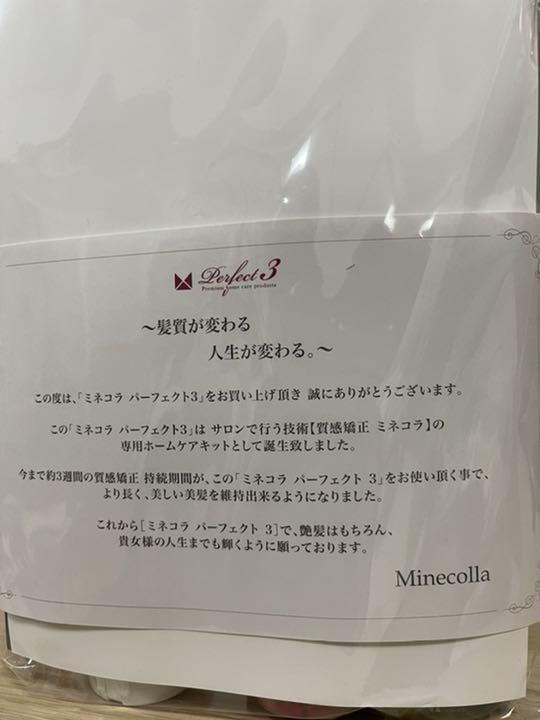 Perfect3
Premium home care products
〜髪質が変わる
人生が変わる。〜
この度は、「ミネコラ パーフェクト3」をお買い上げ頂き 誠にありがとうございます。
この「ミネコラ パーフェクト3」は サロンで行う技術【質感矯正 ミネコラ】の
専用ホームケアキットとして誕生致しました。
今まで約3週間の質感矯正 持続期間が、この「ミネコラ パーフェクト 3」をお使い頂く事で、
より長く、美しい美髪を維持出来るようになりました。
これから[ミネコラ パーフェクト 3]で、艶髪はもちろん、
貴女様の人生までも輝くように願っております。
Minecolla